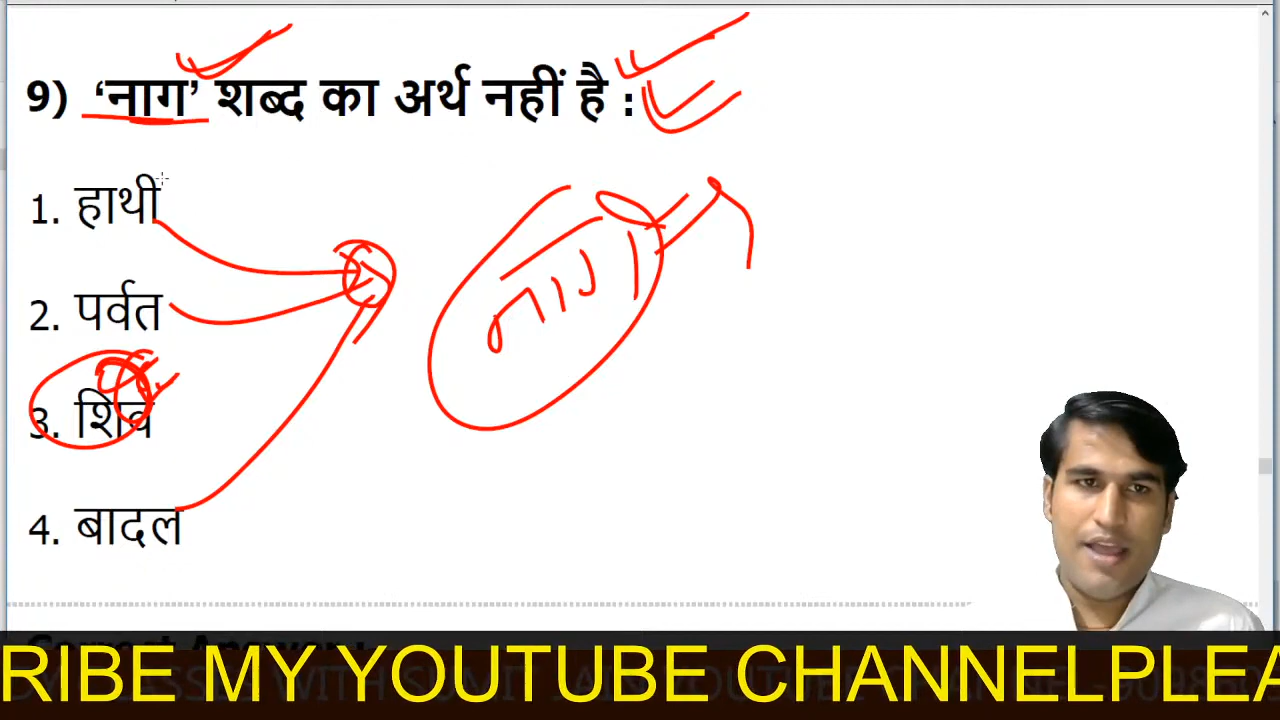 9) ‘नाग’ शब्द का अर्थ नहीं है :
1. हाथी
2. पर्वत
नाग
3. शिव
4. बादल
RIBE MY YOUTUBE CHANNELPLEA